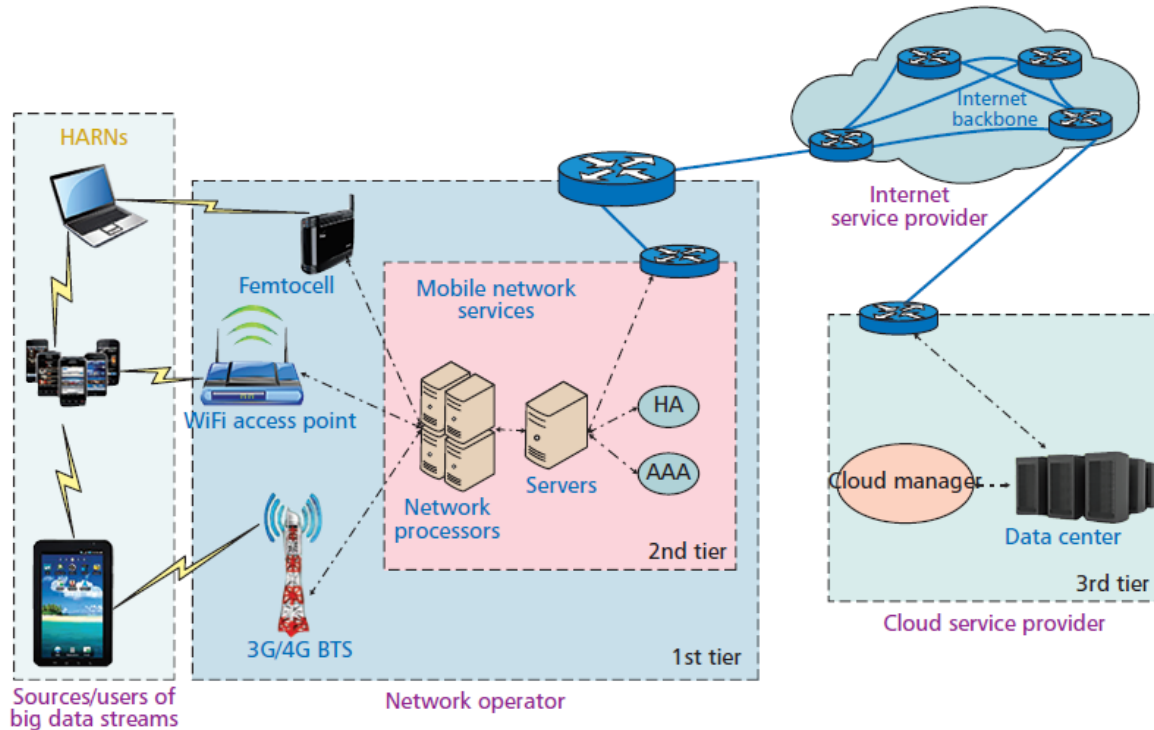 HARNs
Sources/users of
big data streams
Femtocell
WiFi access point
3G/4G BTS
1st tier
Network operator
Mobile network
services
Network
processors
Servers
HA
AAA
2nd tier
Internet
backbone
Internet
service provider
Cloud manager
Data center
3rd tier
Cloud service provider